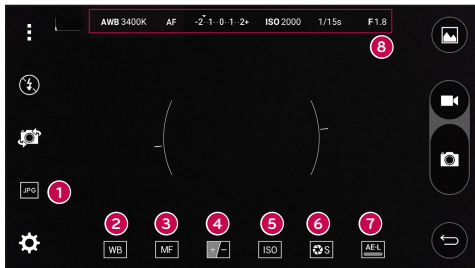 AWB 3400K AF -2··1···0···1···2+ ISO 2000 1/15s F 1.8
8
JPG 1
2 3 4 5 6 7
WB MF +/- ISO S AE-L